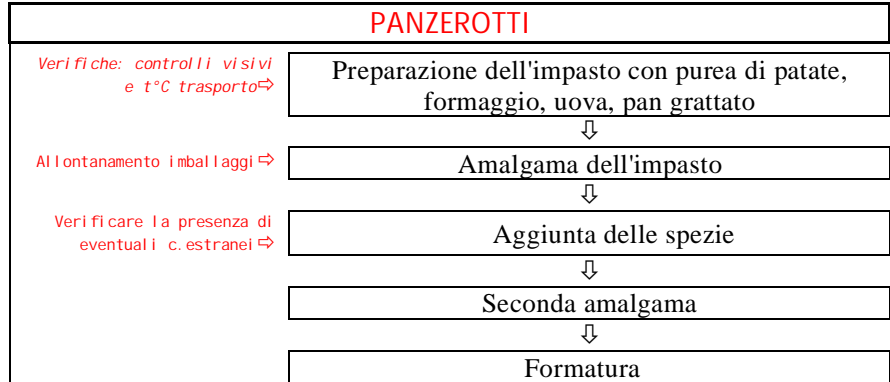 PANZEROTTI
Verifiche: controlli visivi
e t°C trasporto⇨
Preparazione dell'impasto con purea di patate,
formaggio, uova, pan grattato
⇩
Allontanamento imballaggi⇨
Amalgama dell'impasto
⇩
Verificare la presenza di
eventuali c.estranei⇨
Aggiunta delle spezie
⇩
Seconda amalgama
⇩
Formatura